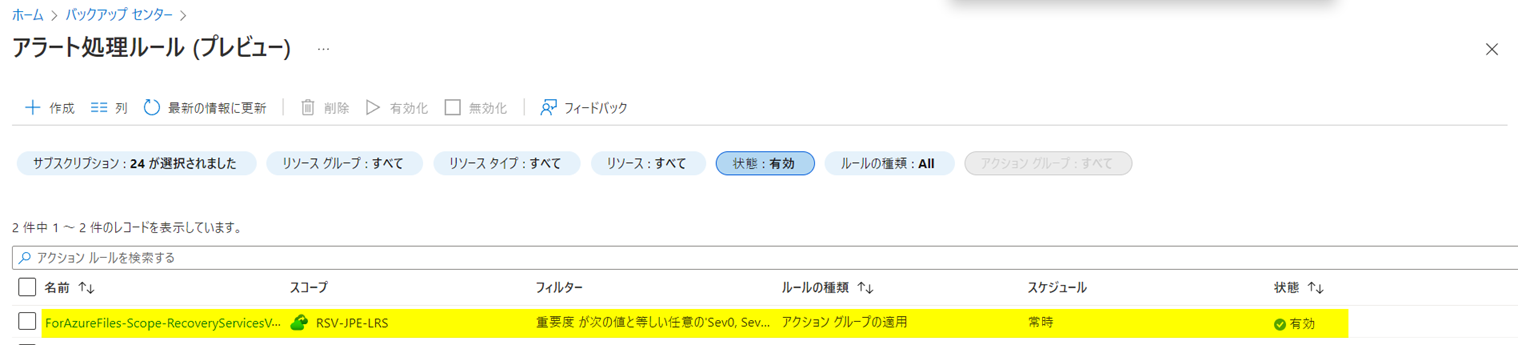 ホーム > バックアップ センター >
アラート処理ルール (プレビュー) ...
作成 列 最新の情報に更新 削除 有効化 無効化 フィードバック
サブスクリプション : 24 が選択されました リソース グループ : すべて リソース タイプ : すべて リソース : すべて 状態 : 有効 ルールの種類 : All アクション グループ : すべて
2 件中 1 ～ 2 件のレコードを表示しています。
アクション ルールを検索する
名前 ↑↓ スコープ フィルター ルールの種類 ↑↓ スケジュール 状態 ↑↓
ForAzureFiles-Scope-RecoveryServicesV... RSV-JPE-LRS 重要度 が次の値と等しい任意の'Sev0, Sev... アクション グループの適用 常時 有効